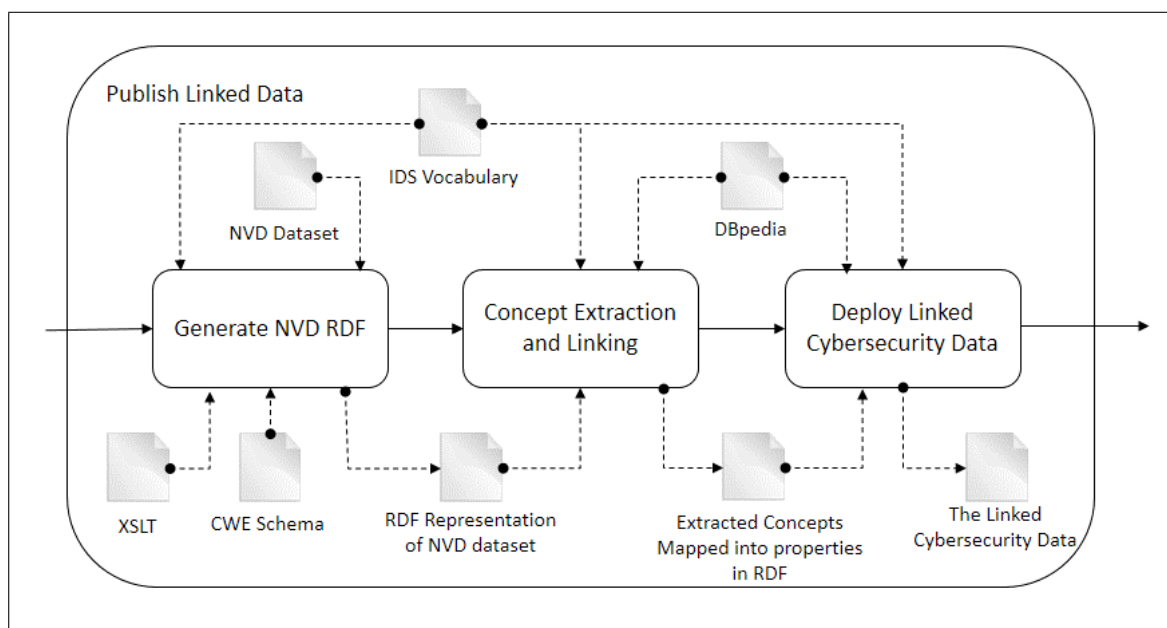 Publish Linked Data
IDS Vocabulary
NVD Dataset
DBpedia
Generate NVD RDF
Concept Extraction
and Linking
Deploy Linked
Cybersecurity Data
XSLT
CWE Schema
RDF Representation
of NVD dataset
Extracted Concepts
Mapped into properties
in RDF
The Linked
Cybersecurity Data